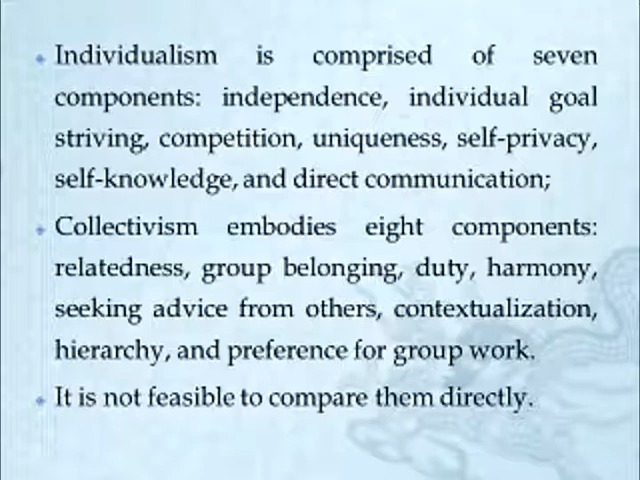 Individualism is comprised of seven
components: independence, individual goal
striving, competition, uniqueness, self-privacy,
self-knowledge, and direct communication;
Collectivism embodies eight components:
relatedness, group belonging, duty, harmony,
seeking advice from others, contextualization,
hierarchy, and preference for group work.
It is not feasible to compare them directly.